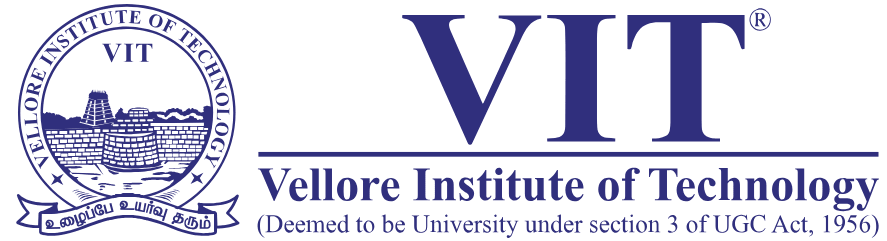 VELLORE INSTITUTE OF TECHNOLOGY
VIT
உழைப்பே உயர்வு தரும்
VIT®
Vellore Institute of Technology
(Deemed to be University under section 3 of UGC Act, 1956)